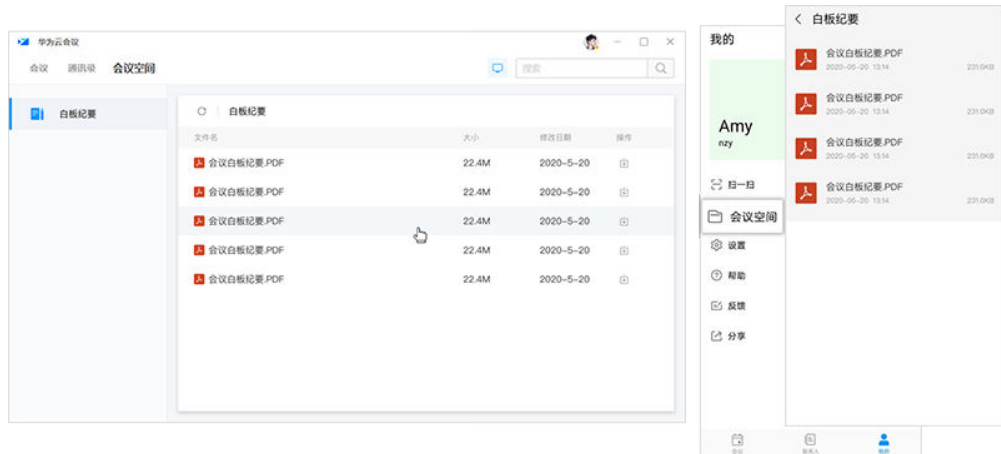 华为云会议
会议 通讯录 会议空间
搜索
白板纪要
白板纪要
文件名 大小 修改日期 操作
会议白板纪要.PDF 22.4M 2020-5-20
会议白板纪要.PDF 22.4M 2020-5-20
会议白板纪要.PDF 22.4M 2020-5-20
会议白板纪要.PDF 22.4M 2020-5-20
会议白板纪要.PDF 22.4M 2020-5-20
我的
Amy
nzy
扫一扫
会议空间
设置
帮助
反馈
分享
会议 联系人 我的
白板纪要
会议白板纪要.PDF
2020-05-20 13:14 231.0KB
会议白板纪要.PDF
2020-05-20 13:14 231.0KB
会议白板纪要.PDF
2020-05-20 13:14 231.0KB
会议白板纪要.PDF
2020-05-20 13:14 231.0KB